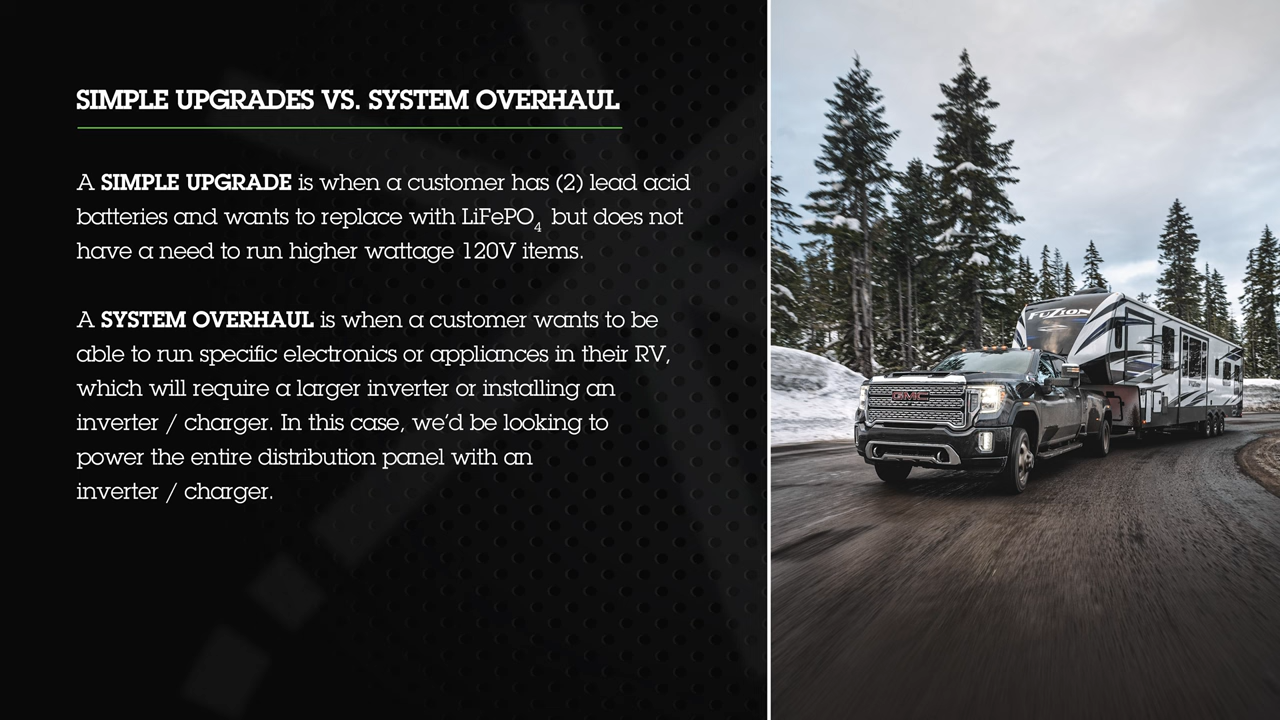 SIMPLE UPGRADES VS. SYSTEM OVERHAUL
A SIMPLE UPGRADE is when a customer has (2) lead acid
batteries and wants to replace with LiFePO₄ but does not
have a need to run higher wattage 120V items.
A SYSTEM OVERHAUL is when a customer wants to be
able to run specific electronics or appliances in their RV,
which will require a larger inverter or installing an
inverter / charger. In this case, we’d be looking to
power the entire distribution panel with an
inverter / charger.
FUZION
GMC